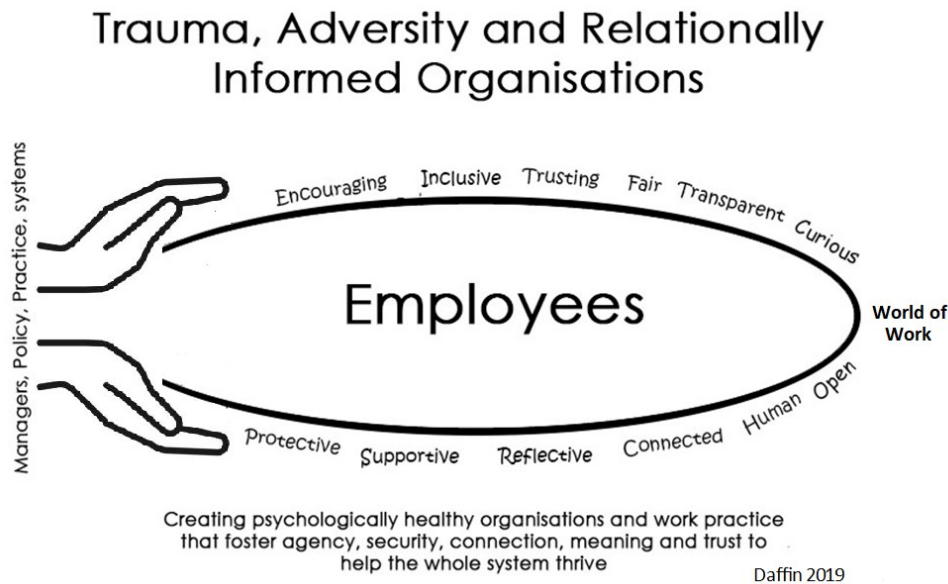 Trauma, Adversity and Relationally
Informed Organisations
Managers, Policy, Practice, systems
Encouraging Inclusive Trusting Fair Transparent Curious
Employees
World of
Work
Protective Supportive Reflective Connected Human Open
Creating psychologically healthy organisations and work practice
that foster agency, security, connection, meaning and trust to
help the whole system thrive
Daffin 2019